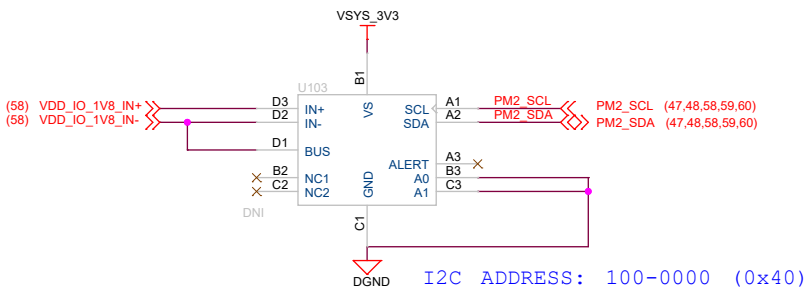 VSYS_3V3
U103
B1
VS
(58) VDD_IO_1V8_IN+
D3
IN+
SCL
A1
PM2_SCL
PM2_SCL (47,48,58,59,60)
(58) VDD_IO_1V8_IN-
D2
IN-
SDA
A2
PM2_SDA
PM2_SDA (47,48,58,59,60)
D1
BUS
ALERT
A3
B2
NC1
A0
B3
C2
NC2
A1
C3
GND
DNI
C1
DGND
I2C ADDRESS: 100-0000 (0x40)